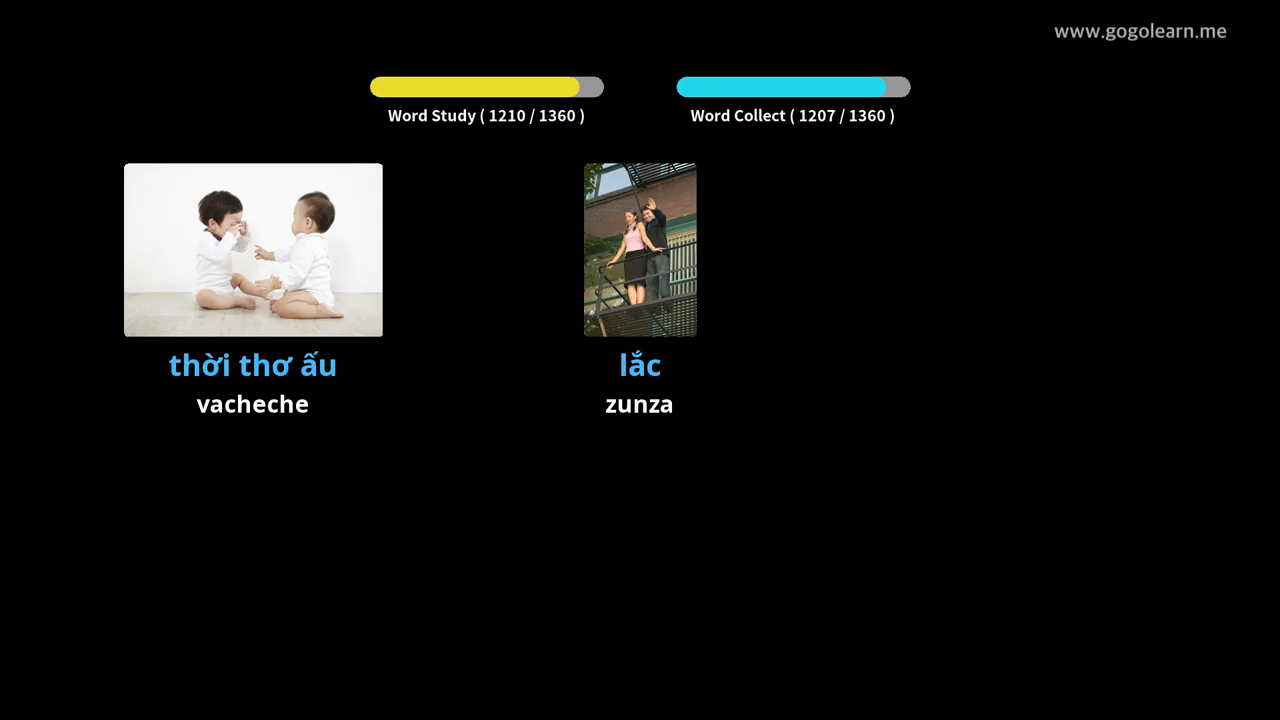 www.gogolearn.me
Word Study ( 1210 / 1360 )
Word Collect ( 1207 / 1360 )
thời thơ ấu
vacheche
lắc
zunza